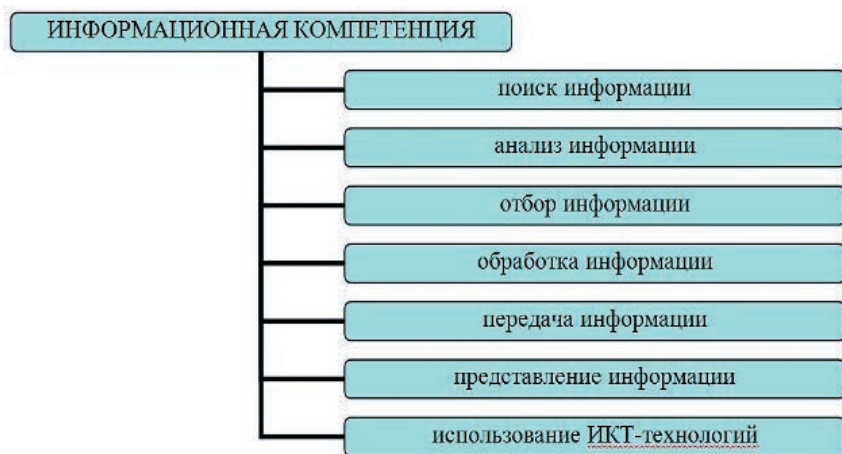 ИНФОРМАЦИОННАЯ КОМПЕТЕНЦИЯ
поиск информации
анализ информации
отбор информации
обработка информации
передача информации
представление информации
использование ИКТ-технологий